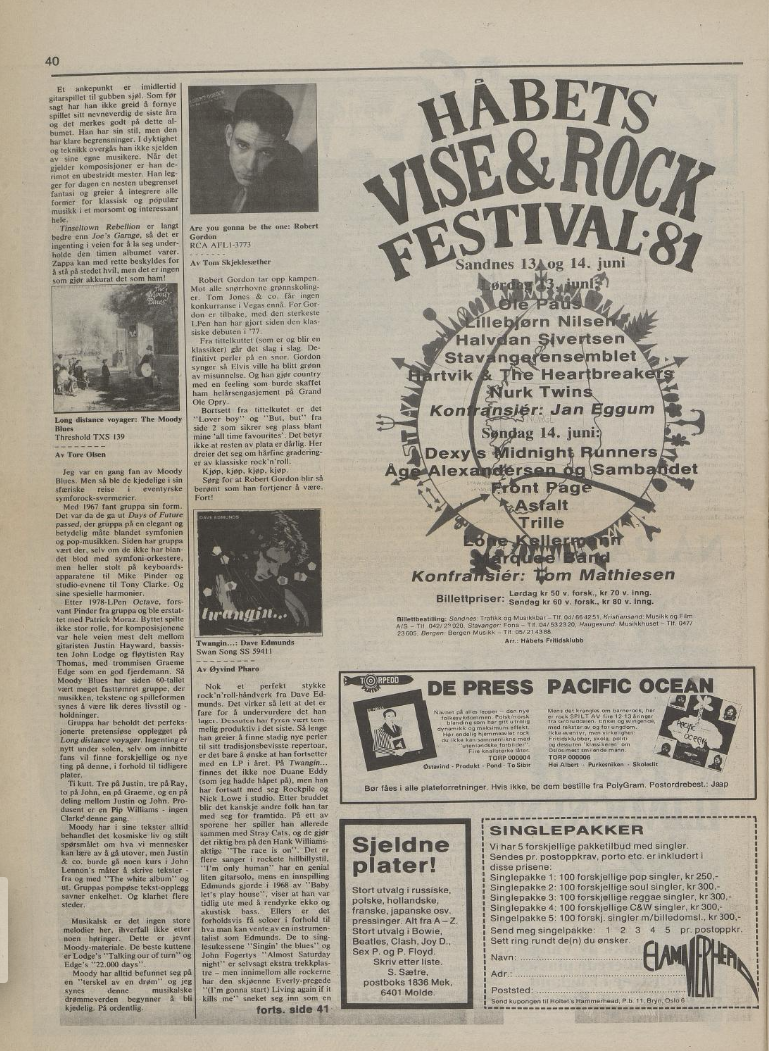 40
Et ankepunkt er imidlertid
gitarspillet til gubben sjøl. Som før
sagt har han ikke greid å fornye
spillet sitt nevneverdig de siste åra
og det merkes godt på dette al-
bumet. Han har sin stil, men den
har klare begrensninger. I dyktighet
og teknikk overgås han ikke sjelden
av sine egne musikere. Når det
gjelder komposisjoner er han de-
rimot en ubestridt mester. Han leg-
ger for dagen en nesten ubegrenset
fantasi og greier å integrere alle
former for klassisk og populær
musikk i et morsomt og interessant
hele.
Tinseltown Rebellion er langt
bedre enn Joe's Garage, så det er
ingenting i veien for å la seg under-
holde den timen albumet varer.
Zappa kan med rette beskyldes for
å stå på stedet hvil, men det er ingen
som gjør akkurat det som ham!
The
Moody
Blues
Long distance voyager: The Moody
Blues
Threshold TXS 139
Av Tore Olsen
Jeg var en gang fan av Moody
Blues. Men så ble de kjedelige i sin
sfæriske reise i eventyrske
symforock-svermerier.
Med 1967 fant gruppa sin form.
Det var da de ga ut Days of Future
passed, der gruppa på en elegant og
betydelig måte blandet symfonien
og pop-musikken. Siden har gruppa
vært der, selv om de ikke har blan-
det blod med symfoni-orkestere,
men heller stolt på keyboards-
apparatene til Mike Pinder og
studio-evnene til Tony Clarke. Og
sine spesielle harmonier.
Etter 1978-LPen Octave, fors-
vant Pinder fra gruppa og ble erstat-
tet med Patrick Moraz. Byttet spilte
ikke stor rolle, for komposisjonene
var hele veien mest delt mellom
gitaristen Justin Hayward, bassis-
ten John Lodge og fløytisten Ray
Thomas, med trommisen Graeme
Edge som en god fjerdemann. Så
Moody Blues har siden 60-tallet
vært meget fasttømret gruppe, der
musikken, tekstene og spilleformen
synes å være lik deres livsstil og -
holdninger.
Gruppa har beholdt det perfeks-
jonerte pretensiøse opplegget på
Long distance voyager. Ingenting er
nytt under solen, selv om innbitte
fans vil finne forskjellige og nye
ting på denne, i forhold til tidligere
plater.
Ti kutt. Tre på Justin, tre på Ray,
to på John, en på Graeme, og en på
deling mellom Justin og John. Pro-
dusent er en Pip Williams - ingen
Clarke denne gang.
Moody har i sine tekster alltid
behandlet det kosmiske liv og stilt
spørsmålet om hva vi mennesker
kan lære av å gå utover, men Justin
& co. burde gå noen kurs i John
Lennon's måter å skrive tekster -
fra og med "The white album" og
ut. Gruppas pompøse tekst-opplegg
savner enkelhet. Og klarhet flere
steder.
Musikalsk er det ingen store
melodier her, ihverfall ikke etter
noen høringer. Dette er jevnt
Moody-materiale. De beste kuttene
er Lodge's "Talking our of turn" og
Edge's "22.000 days".
Moody har alltid befunnet seg på
en "terskel av en drøm" og jeg
synes denne musikalske
drømmeverden begynner å bli
kjedelig. På ordentlig.
Are you gonna be the one: Robert
Gordon
RCA AFL1-3773
Av Tom Skjeklesæther
Robert Gordon tar opp kampen.
Mot alle snørrhovne grønnskoling-
er. Tom Jones & co. får ingen
konkurranse i Vegas ennå. For Gor-
don er tilbake, med den sterkeste
LPen han har gjort siden den klas-
siske debuten i '77.
Fra tittelkuttet (som er og blir en
klassiker) går det slag i slag. De-
finitivt perler på en snor. Gordon
synger så Elvis ville ha blitt grønn
av misunnelse. Og han gjør country
med en feeling som burde skaffet
ham helårsengasjement på Grand
Ole Opry.
Bortsett fra tittelkuttet er det
"Lover boy" og "But, but" fra
side 2 som sikrer seg plass blant
mine 'all time favourites'. Det betyr
ikke at resten av plata er dårlig. Her
dreier det seg om hårfine gradering-
er av klassisk rock'n'roll.
Kjøp, kjøp, kjøp, kjøp.
Sørg for at Robert Gordon blir så
berømt som han fortjener å være.
Fort!
DAVE EDMUNDS
twangin...
Twangin...: Dave Edmunds
Swan Song SS 59411
Av Øyvind Pharo
Nok et perfekt stykke
rock'n'roll-håndverk fra Dave Ed-
munds. Det virker så lett at det er
fare for å undervurdere det han
lager. Dessuten har fyren vært tem-
melig produktiv i det siste. Så lenge
han greier å finne stadig nye perler
til sitt tradisjonsbevisste repertoar,
er det bare å ønske at han fortsetter
med en LP i året. På Twangin...
finnes det ikke noe Duane Eddy
(som jeg hadde håpet på), men han
har fortsatt med seg Rockpile og
Nick Lowe i studio. Etter bruddet
blir det kanskje andre folk han tar
med seg for framtido. På ett av
sporene her spiller han allerede
sammen med Stray Cats, og de gjør
det riktig bra på den Hank Williams-
aktige "The race is on". Det er
flere sanger i rockete hillbillystil,
"I'm only human" har en genial
liten gitarsolo, mens en innspilling
Edmunds gjorde i 1968 av "Baby
let's play house", viser at han var
tidlig ute med å rendyrke ekko og
akustisk bass. Ellers er det
forholdsvis få soloer i forhold til
hva man kan vente av en instrumen-
talist som Edmunds. De to sing-
lesuksessene "Singin' the blues" og
John Fogertys "Almost Saturday
night" er selvsagt ekstra trekkplas-
tre - men innimellom alle rockerne
har den skjønne Everly-pregede
"(I'm gonna start) Living again if it
kills me" sneket seg inn som en
forts. side 41
HÅBETS
VISE & ROCK
FESTIVAL·81
Sandnes 13. og 14. juni
Lørdag 13. juni:
Ole Paus
Lillebjørn Nilsen
Halvdan Sivertsen
Stavangerensemblet
Hartvik & The Heartbreakers
Nurk Twins
Konfransiér: Jan Eggum
Søndag 14. juni:
Dexy's Midnight Runners
Åge Alexandersen og Sambandet
Front Page
Asfalt
Trille
Lone Kellermann
Marquee Band
Konfransiér: Tom Mathiesen
Billettpriser: Lørdag kr 50 v. forsk., kr 70 v. inng.
Søndag kr 60 v. forsk., kr 80 v. inng.
Arr.: Håbets Fritidsklubb
TORPEDO
DE PRESS PACIFIC OCEAN
TORP 000004
Østavind - Produkt - Pond - To Stian
TORP 000006
Hei Albert - Purkesniken - Skokellir
Bør fåes i alle plateforretninger. Hvis ikke, be dem bestille fra PolyGram. Postordrebest.: Jaap
Sjeldne
plater!
Stort utvalg i russiske,
polske, hollandske,
franske, japanske osv.
pressinger. Alt fra A – Z.
Stort utvalg i Bowie,
Beatles, Clash, Joy D.,
Sex P. og P. Floyd.
Skriv etter liste.
S. Sætre,
postboks 1836 Mek,
6401 Molde.
SINGLEPAKKER
Vi har 5 forskjellige pakketilbud med singler.
Sendes pr. postoppkrav, porto etc. er inkludert i
disse prisene:
Singlepakke 1: 100 forskjellige pop singler, kr 250,-
Singlepakke 2: 100 forskjellige soul singler, kr 300,-
Singlepakke 3: 100 forskjellige reggae singler, kr 300,-
Singlepakke 4: 100 forskjellige C&W singler, kr 300,-
Singelpakke 5: 100 forskj. singler m/billedomsl., kr 300,-
Send meg singelpakke: 1 2 3 4 5 pr. postoppkr.
Sett ring rundt de(n) du ønsker.
Navn:
Adr.:
Poststed:
HAMMERHEAD
Send kupongen til Rollet's Hammerhead, P.b. 11. Bryn, Oslo 6